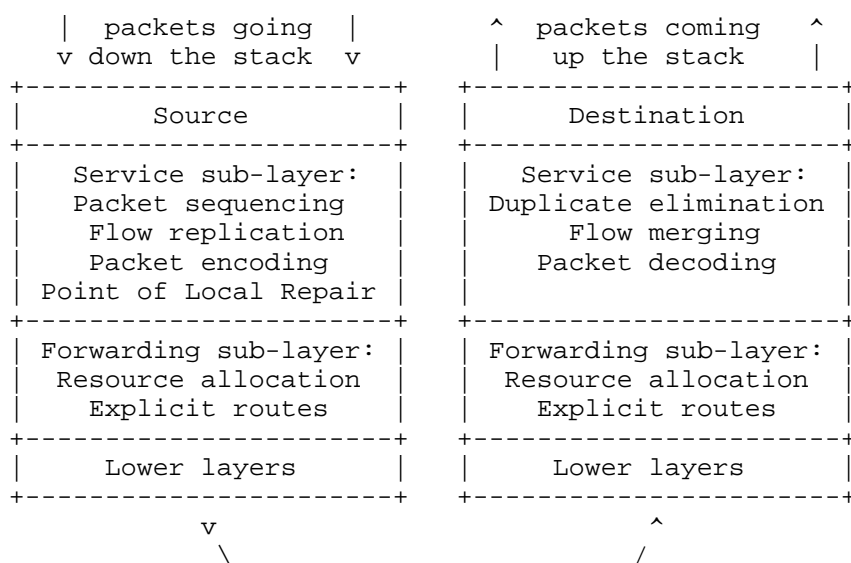 |  packets going  |       ^  packets coming   ^
v down the stack  v       |   up the stack    |
+-----------------------+   +-----------------------+
|        Source         |   |      Destination      |
+-----------------------+   +-----------------------+
|   Service sub-layer:  |   |   Service sub-layer:  |
|   Packet sequencing   |   | Duplicate elimination |
|    Flow replication   |   |      Flow merging     |
|    Packet encoding    |   |    Packet decoding    |
| Point of Local Repair |   |                       |
+-----------------------+   +-----------------------+
| Forwarding sub-layer: |   | Forwarding sub-layer: |
|  Resource allocation  |   |  Resource allocation  |
|    Explicit routes    |   |    Explicit routes    |
+-----------------------+   +-----------------------+
|     Lower layers      |   |     Lower layers      |
+-----------------------+   +-----------------------+
            v                           ^
             \                         /